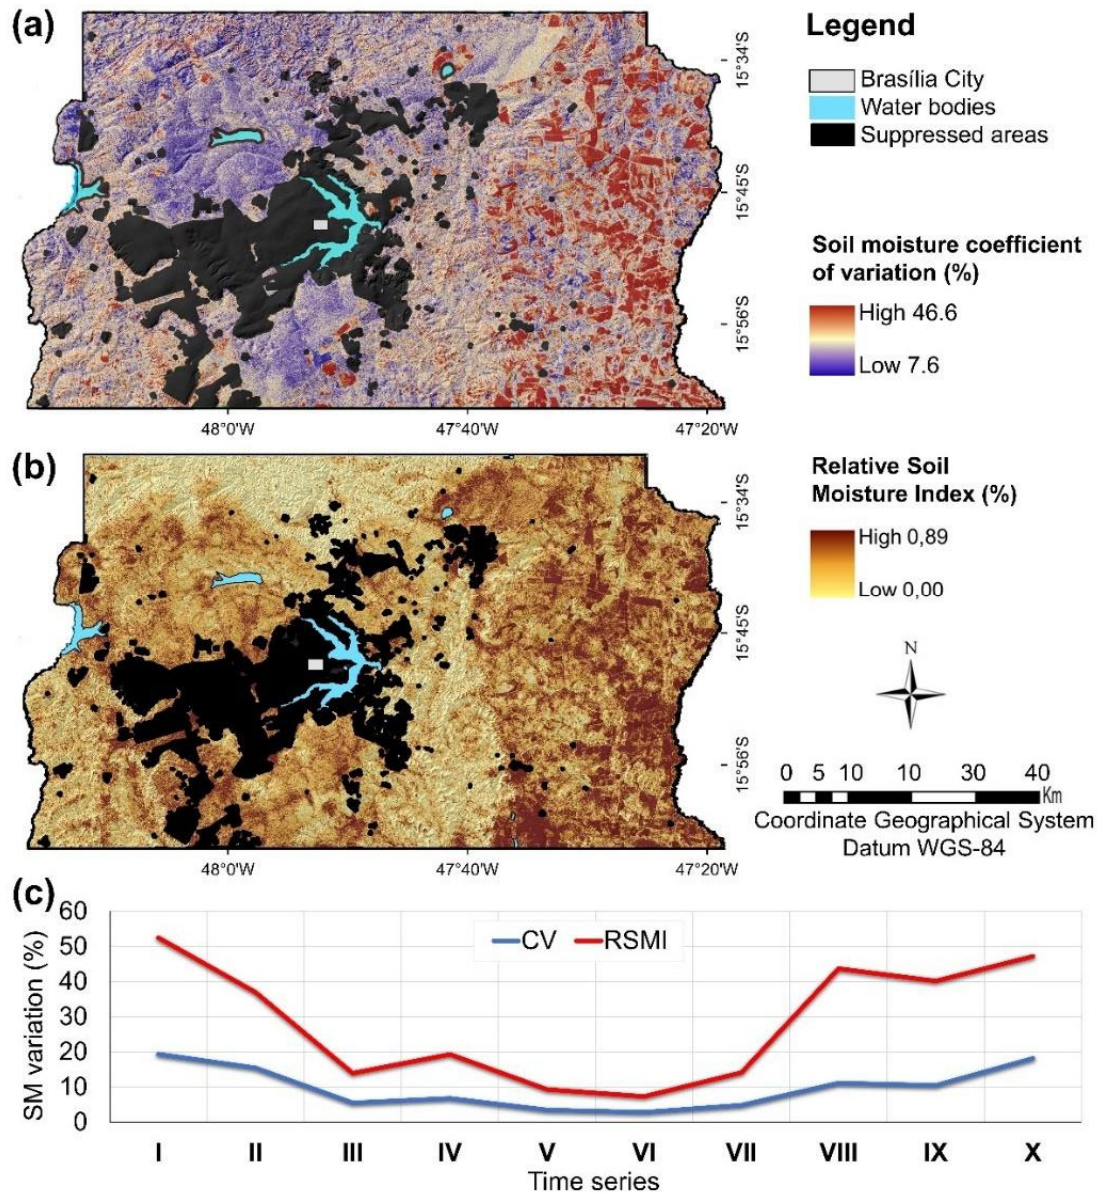 (a)
15°34'S
15°45'S
15°56'S
48°0'W
47°40'W
47°20'W
Legend
Brasília City
Water bodies
Suppressed areas
Soil moisture coefficient
of variation (%)
High 46.6
Low 7.6
(b)
15°34'S
15°45'S
15°56'S
48°0'W
47°40'W
47°20'W
Relative Soil
Moisture Index (%)
High 0,89
Low 0,00
N
0 5 10 10 30 40
Km
Coordinate Geographical System
Datum WGS-84
(c)
SM variation (%)
60
50
40
30
20
10
0
CV RSMI
I II III IV V VI VII VIII IX X
Time series